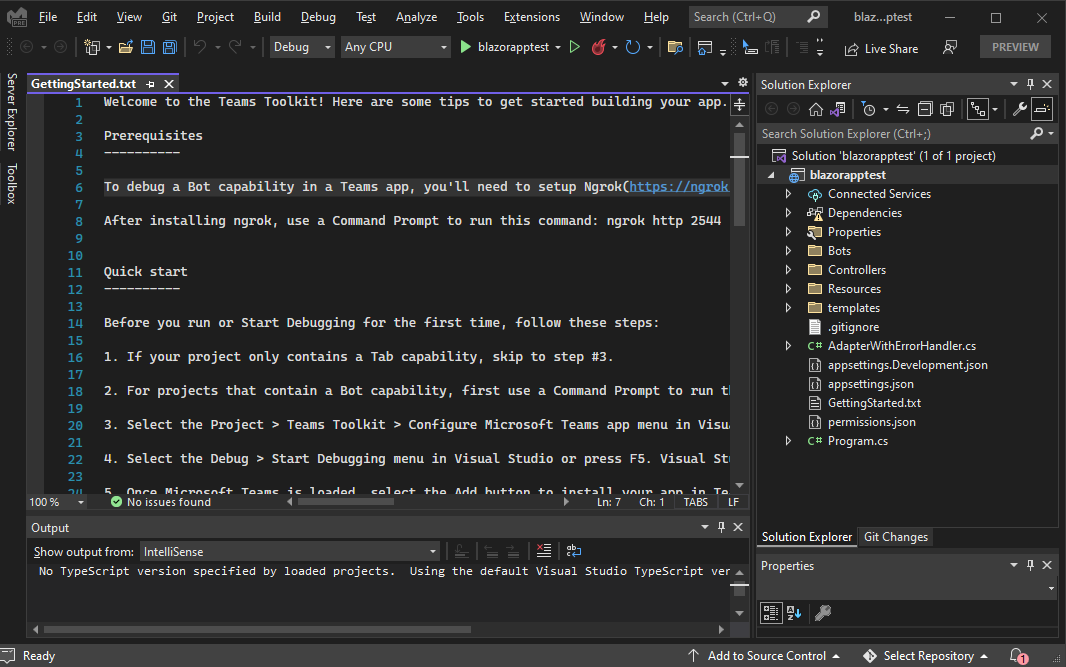 File Edit View Git Project Build Debug Test Analyze Tools Extensions Window Help Search (Ctrl+Q) blaz...ptest
Debug Any CPU blazorapptest Live Share PREVIEW
Server Explorer
Toolbox
GettingStarted.txt
1 Welcome to the Teams Toolkit! Here are some tips to get started building your app.
2
3 Prerequisites
4 ----------
5
6 To debug a Bot capability in a Teams app, you'll need to setup Ngrok(https://ngrok
7
8 After installing ngrok, use a Command Prompt to run this command: ngrok http 2544
9
10
11 Quick start
12 ----------
13
14 Before you run or Start Debugging for the first time, follow these steps:
15
16 1. If your project only contains a Tab capability, skip to step #3.
17
18 2. For projects that contain a Bot capability, first use a Command Prompt to run th
19
20 3. Select the Project > Teams Toolkit > Configure Microsoft Teams app menu in Visu
21
22 4. Select the Debug > Start Debugging menu in Visual Studio or press F5. Visual St
23
24 5. Once Microsoft Teams is loaded, select the Add button to install your app in Te
100 % No issues found Ln: 7 Ch: 1 TABS LF
Output
Show output from: IntelliSense
No TypeScript version specified by loaded projects. Using the default Visual Studio TypeScript ver
Solution Explorer
Search Solution Explorer (Ctrl+;)
Solution 'blazorapptest' (1 of 1 project)
blazorapptest
Connected Services
Dependencies
Properties
Bots
Controllers
Resources
templates
.gitignore
C# AdapterWithErrorHandler.cs
appsettings.Development.json
appsettings.json
GettingStarted.txt
permissions.json
C# Program.cs
Solution Explorer Git Changes
Properties
Ready Add to Source Control Select Repository 1